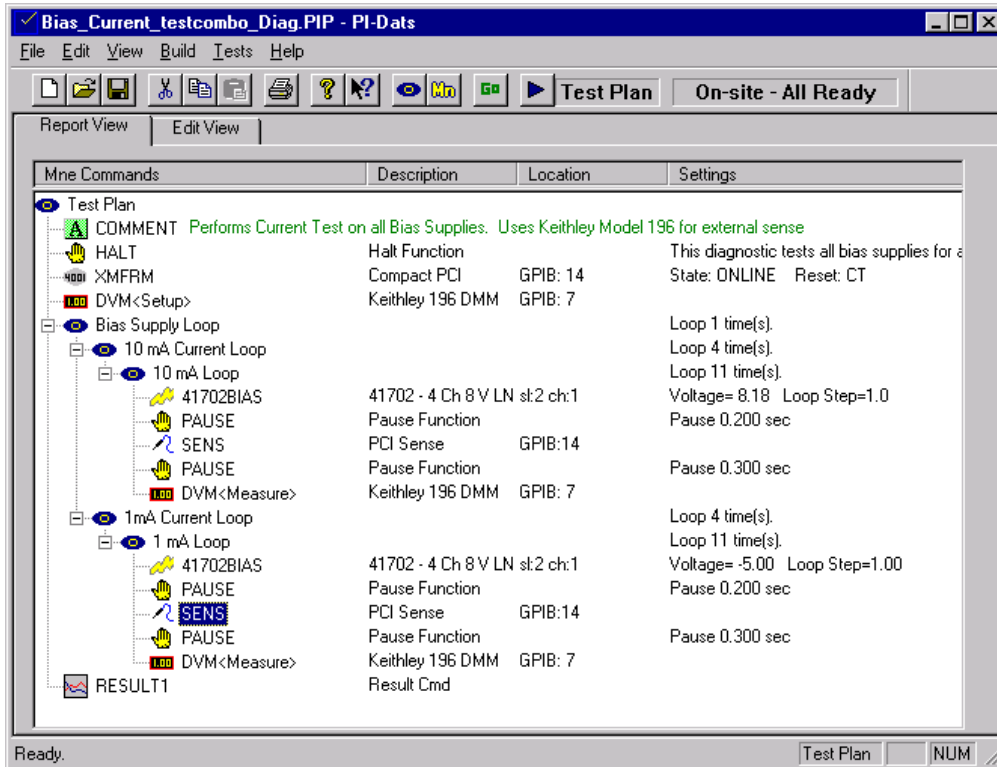 Bias_Current_testcombo_Diag.PIP - PI-Dats
File Edit View Build Tests Help
Mn Go Test Plan On-site - All Ready
Report View Edit View
Mne Commands Description Location Settings
Test Plan
A COMMENT Performs Current Test on all Bias Supplies. Uses Keithley Model 196 for external sense
HALT Halt Function This diagnostic tests all bias supplies for a
4001 XMFRM Compact PCI GPIB: 14 State: ONLINE Reset: CT
1.00 DVM<Setup> Keithley 196 DMM GPIB: 7
Bias Supply Loop Loop 1 time(s).
10 mA Current Loop Loop 4 time(s).
10 mA Loop Loop 11 time(s).
41702BIAS 41702 - 4 Ch 8 V LN sl:2 ch:1 Voltage= 8.18 Loop Step=1.0
PAUSE Pause Function Pause 0.200 sec
SENS PCI Sense GPIB:14
PAUSE Pause Function Pause 0.300 sec
1.00 DVM<Measure> Keithley 196 DMM GPIB: 7
1mA Current Loop Loop 4 time(s).
1 mA Loop Loop 11 time(s).
41702BIAS 41702 - 4 Ch 8 V LN sl:2 ch:1 Voltage= -5.00 Loop Step=1.00
PAUSE Pause Function Pause 0.200 sec
SENS PCI Sense GPIB:14
PAUSE Pause Function Pause 0.300 sec
1.00 DVM<Measure> Keithley 196 DMM GPIB: 7
RESULT1 Result Cmd
Ready. Test Plan NUM